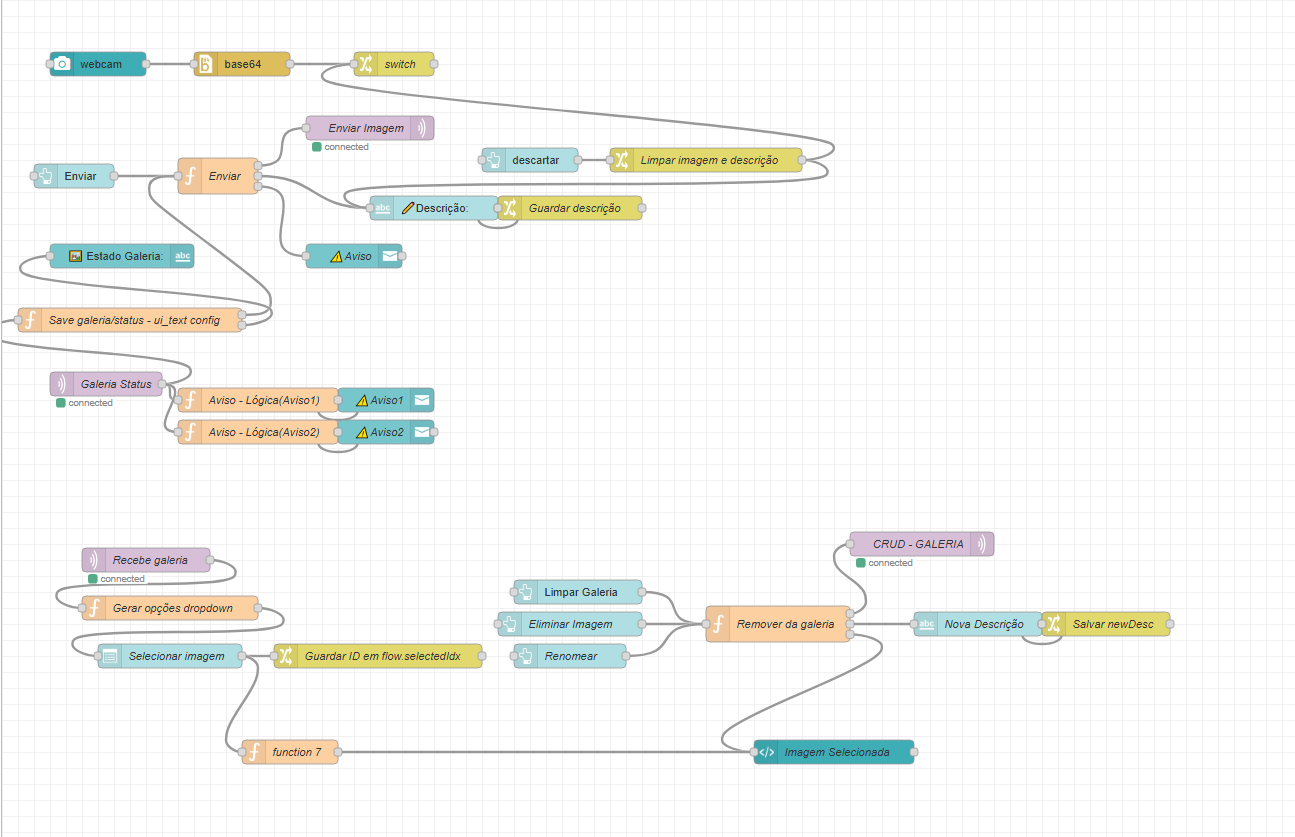 webcam
base64
switch
Enviar Imagem
connected
descartar
Limpar imagem e descrição
Enviar
Enviar
abc
Descrição:
Guardar descrição
Estado Galeria:
abc
Aviso
Save galeria/status - ui_text config
Galeria Status
connected
Aviso - Lógica(Aviso1)
Aviso1
Aviso - Lógica(Aviso2)
Aviso2
CRUD - GALERIA
connected
Recebe galeria
connected
Limpar Galeria
Gerar opções dropdown
Eliminar Imagem
Remover da galeria
abc
Nova Descrição
Salvar newDesc
Selecionar imagem
Guardar ID em flow.selectedIdx
Renomear
function 7
Imagem Selecionada